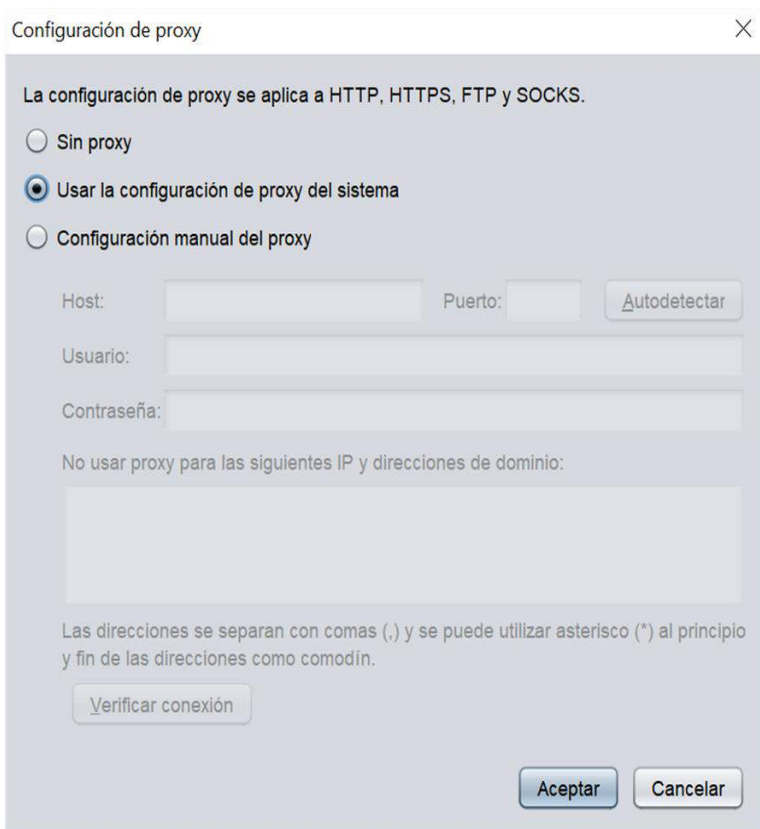 Configuración de proxy
La configuración de proxy se aplica a HTTP, HTTPS, FTP y SOCKS.
Sin proxy
Usar la configuración de proxy del sistema
Configuración manual del proxy
Host: Puerto: Autodetectar
Usuario:
Contraseña:
No usar proxy para las siguientes IP y direcciones de dominio:
Las direcciones se separan con comas (,) y se puede utilizar asterisco (*) al principio
y fin de las direcciones como comodín.
Verificar conexión
Aceptar Cancelar